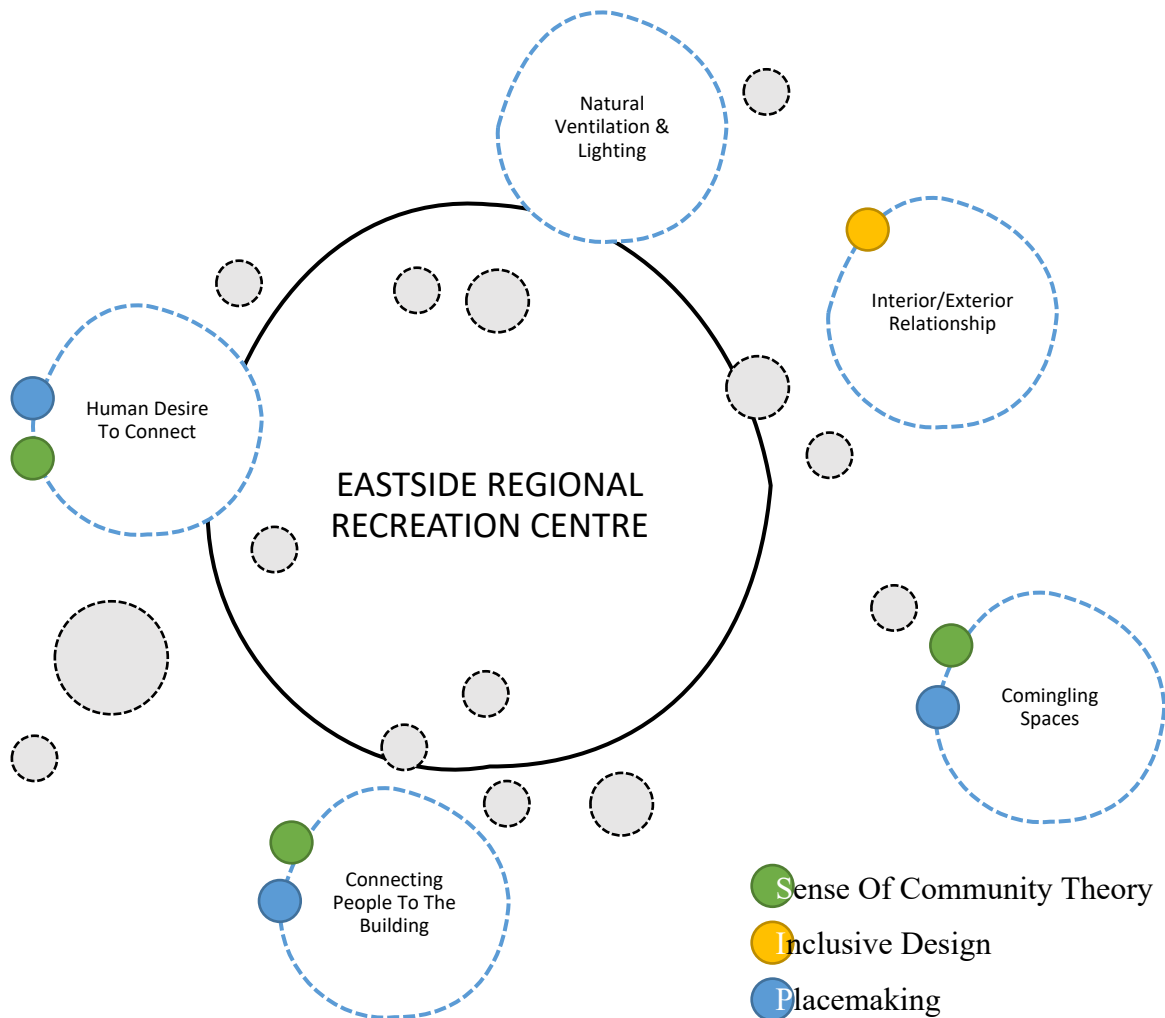 Natural
Ventilation &
Lighting
Interior/Exterior
Relationship
Human Desire
To Connect
EASTSIDE REGIONAL
RECREATION CENTRE
Comingling
Spaces
Connecting
People To The
Building
Sense Of Community Theory
Inclusive Design
Placemaking